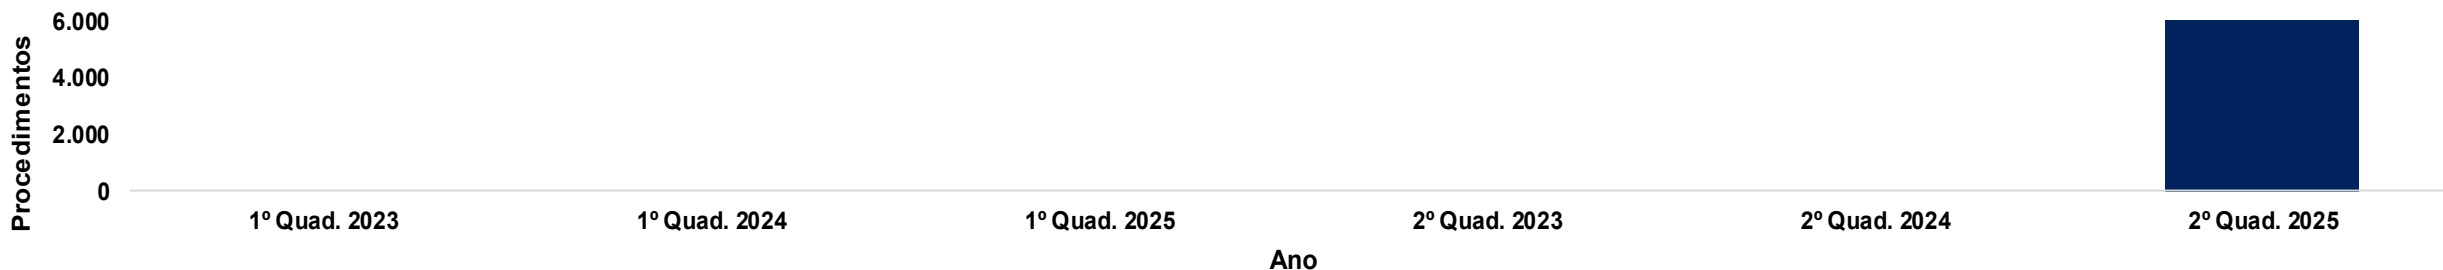 Procedimentos
6.000
4.000
2.000
0
1º Quad. 2023
1º Quad. 2024
1º Quad. 2025
2º Quad. 2023
2º Quad. 2024
2º Quad. 2025
Ano